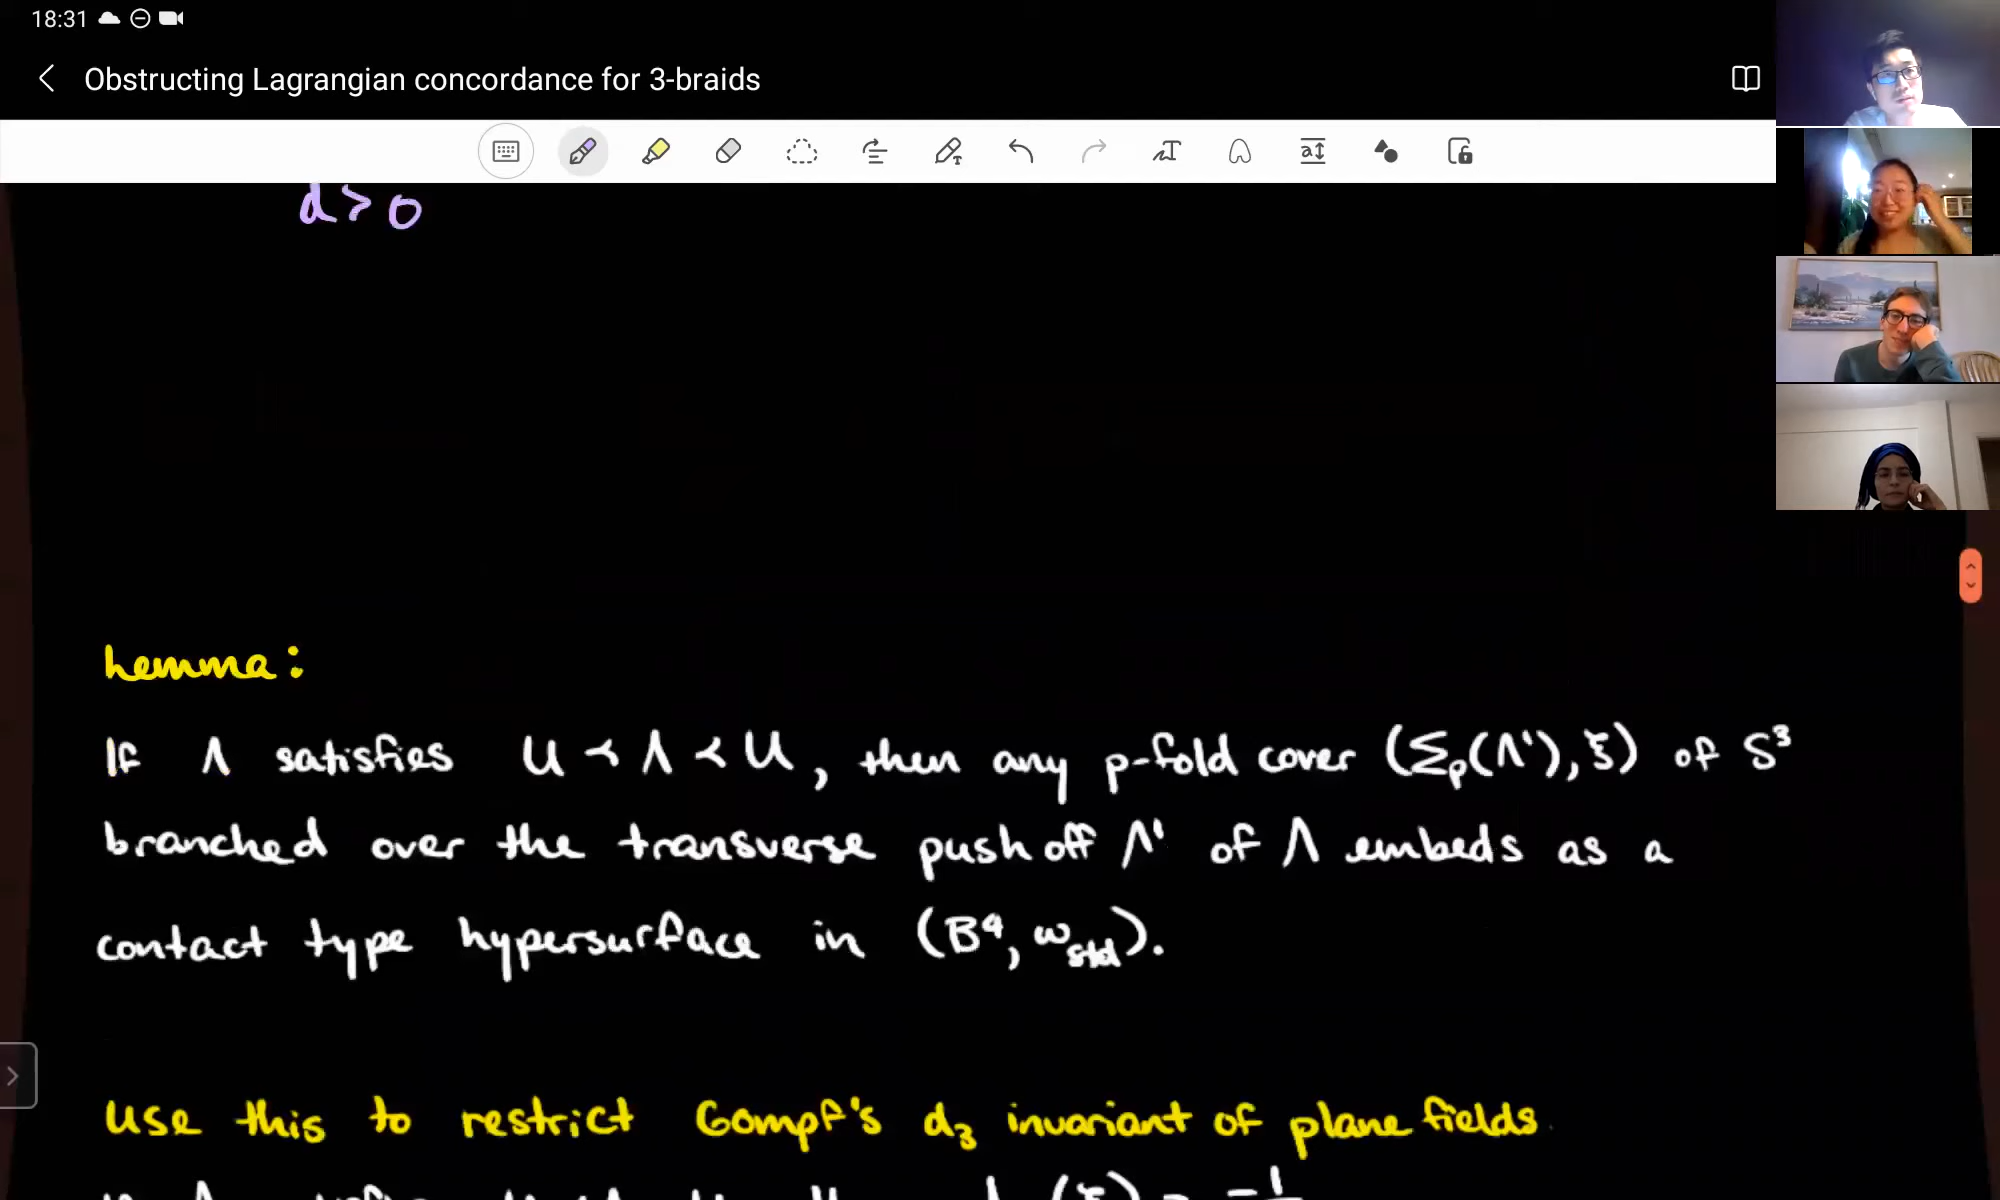 18:31
Obstructing Lagrangian concordance for 3-braids
d > 0
Lemma:
If Λ satisfies U ≺ Λ ≺ U, then any p-fold cover (Σₚ(Λ'), ξ) of S³
branched over the transverse push off Λ' of Λ embeds as a
contact type hypersurface in (B⁴, ω_std).
Use this to restrict Gompf's d₃ invariant of plane fields.